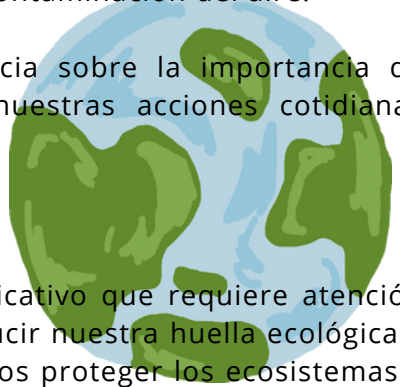 contaminación del aire.
cia sobre la importancia
nuestras acciones cotidiana
icativo que requiere atenció
ucir nuestra huella ecológica
os proteger los ecosistemas